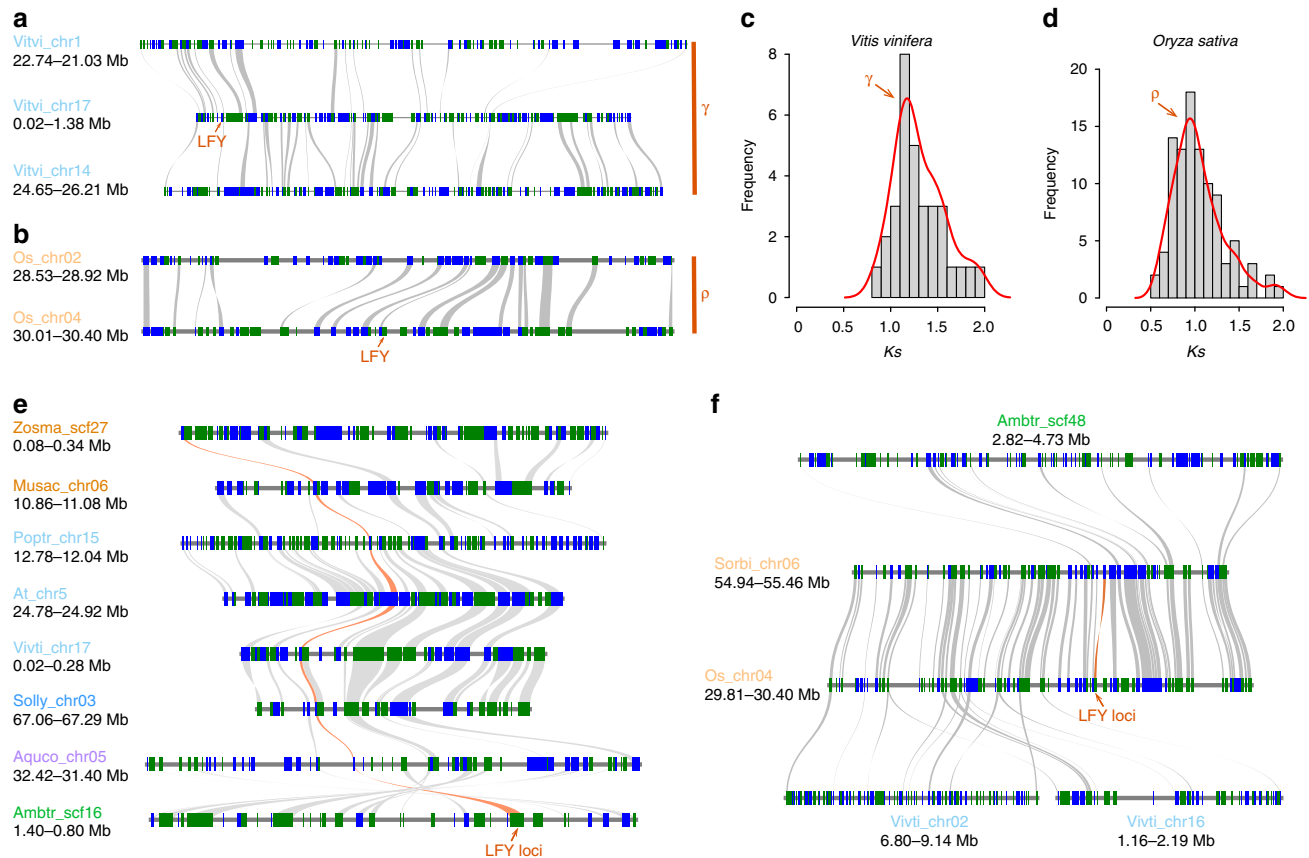 a
Vitvi_chr1
22.74–21.03 Mb
Vitvi_chr17
0.02–1.38 Mb
LFY
Vitvi_chr14
24.65–26.21 Mb
γ
b
Os_chr02
28.53–28.92 Mb
Os_chr04
30.01–30.40 Mb
LFY
ρ
c
Vitis vinifera
γ
Frequency
8
6
4
2
0
0 0.5 1.0 1.5 2.0
Ks
d
Oryza sativa
ρ
Frequency
20
15
10
5
0
0 0.5 1.0 1.5 2.0
Ks
e
Zosma_scf27
0.08–0.34 Mb
Musac_chr06
10.86–11.08 Mb
Poptr_chr15
12.78–12.04 Mb
At_chr5
24.78–24.92 Mb
Vivti_chr17
0.02–0.28 Mb
Solly_chr03
67.06–67.29 Mb
Aquco_chr05
32.42–31.40 Mb
Ambtr_scf16
1.40–0.80 Mb
LFY loci
f
Ambtr_scf48
2.82–4.73 Mb
Sorbi_chr06
54.94–55.46 Mb
Os_chr04
29.81–30.40 Mb
LFY loci
Vivti_chr02
6.80–9.14 Mb
Vivti_chr16
1.16–2.19 Mb